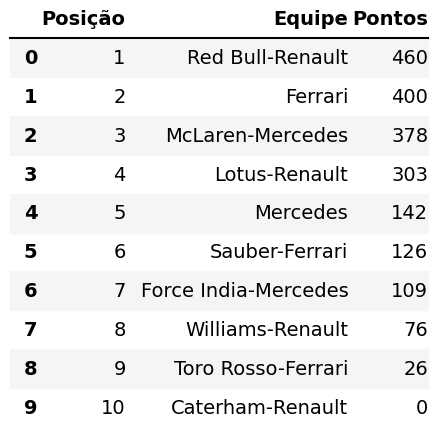 Posição Equipe Pontos
0 1 Red Bull-Renault 460
1 2 Ferrari 400
2 3 McLaren-Mercedes 378
3 4 Lotus-Renault 303
4 5 Mercedes 142
5 6 Sauber-Ferrari 126
6 7 Force India-Mercedes 109
7 8 Williams-Renault 76
8 9 Toro Rosso-Ferrari 26
9 10 Caterham-Renault 0